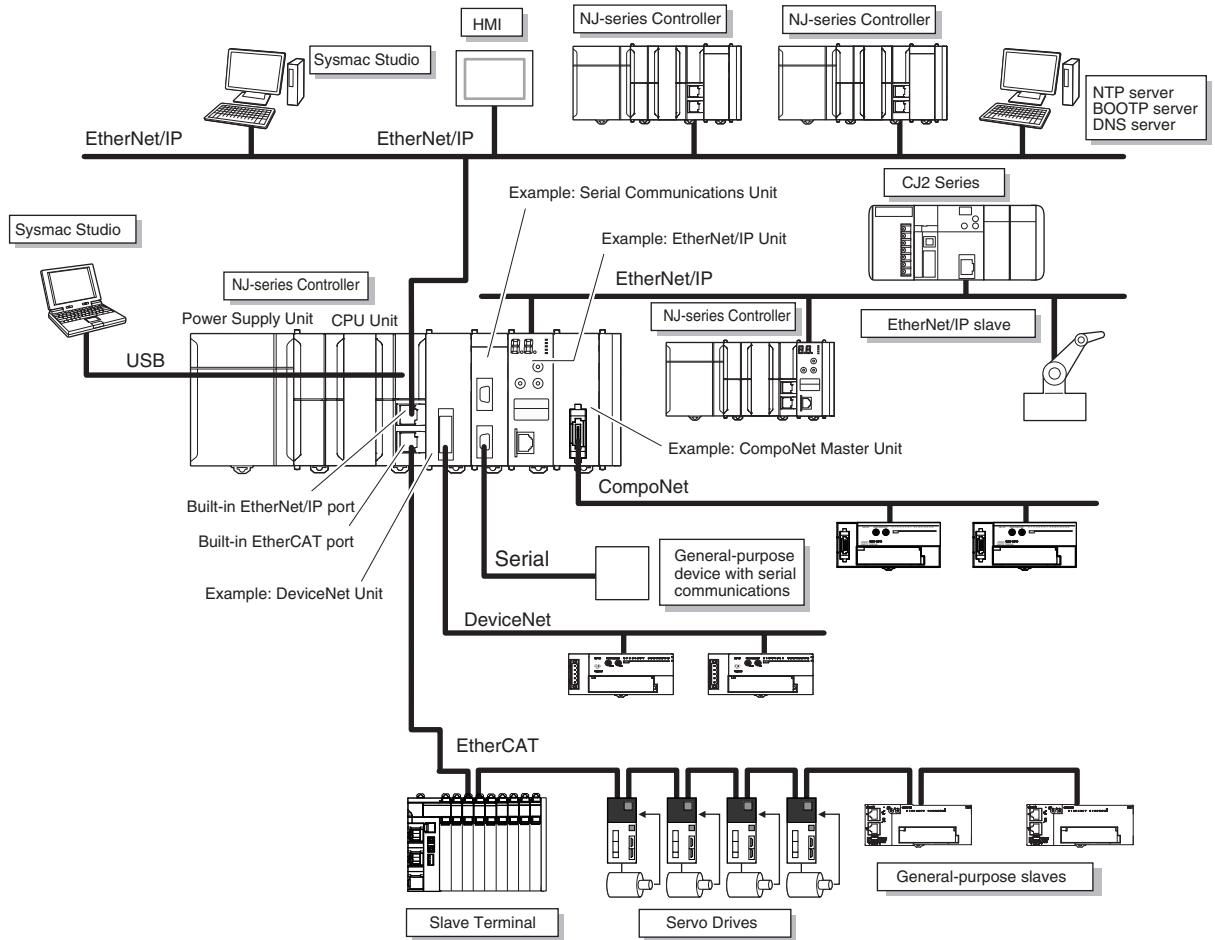 HMI
NJ-series Controller
NJ-series Controller
Sysmac Studio
NTP server
BOOTP server
DNS server
EtherNet/IP
EtherNet/IP
CJ2 Series
Example: Serial Communications Unit
Sysmac Studio
Example: EtherNet/IP Unit
EtherNet/IP
NJ-series Controller
NJ-series Controller
EtherNet/IP slave
Power Supply Unit
CPU Unit
USB
Example: CompoNet Master Unit
CompoNet
Built-in EtherNet/IP port
Built-in EtherCAT port
Serial
General-purpose
device with serial
communications
Example: DeviceNet Unit
DeviceNet
EtherCAT
General-purpose slaves
Slave Terminal
Servo Drives